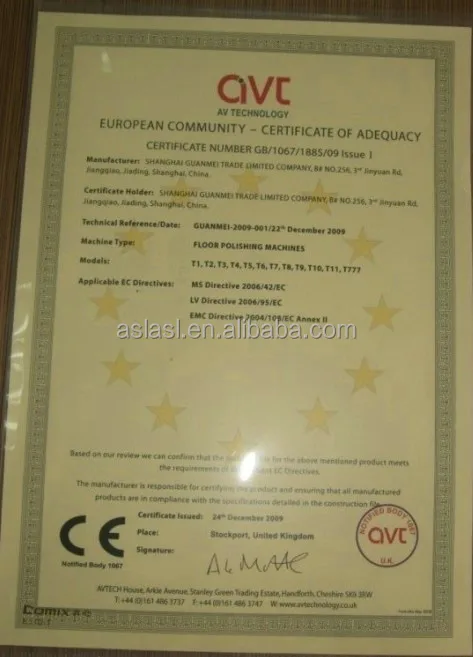 avt
AV TECHNOLOGY
EUROPEAN COMMUNITY – CERTIFICATE OF ADEQUACY
CERTIFICATE NUMBER GB/1067/1885/09 Issue 1
Manufacturer: SHANGHAI GUANMEI TRADE LIMITED COMPANY, B# NO.256, 3rd Jinyuan Rd,
Jiangqiao, Jiading, Shanghai, China.
Certificate Holder: SHANGHAI GUANMEI TRADE LIMITED COMPANY, B# NO.256, 3rd Jinyuan Rd,
Jiangqiao, Jiading, Shanghai, China.
Technical Reference/Date: GUANMEI-2009-001/22th December 2009
Machine Type: FLOOR POLISHING MACHINES
Models: T1, T2, T3, T4, T5, T6, T7, T8, T9, T10, T11, T777
Applicable EC Directives: MS Directive 2006/42/EC
LV Directive 2006/95/EC
EMC Directive 2004/108/EC Annex II
aslasl.en.alibaba.com
Based on our review we can confirm that the for the above mentioned product meets
the requirements of EC Directives.
The manufacturer is responsible for certifying the product and ensuring that all manufactured
products are in compliance with the specifications detailed in the construction file.
Certificate Issued: 24th December 2009
Place: Stockport, United Kingdom
Signature:
CE
Notified Body 1067
NOTIFIED BODY 1067
avt
U.K.
AVTECH House, Arkle Avenue, Stanley Green Trading Estate, Handforth, Cheshire SK9 3RW
T: +44 (0)161 486 3737 F: +44 (0)161 486 3747 W: www.avtechnology.co.uk
Comix